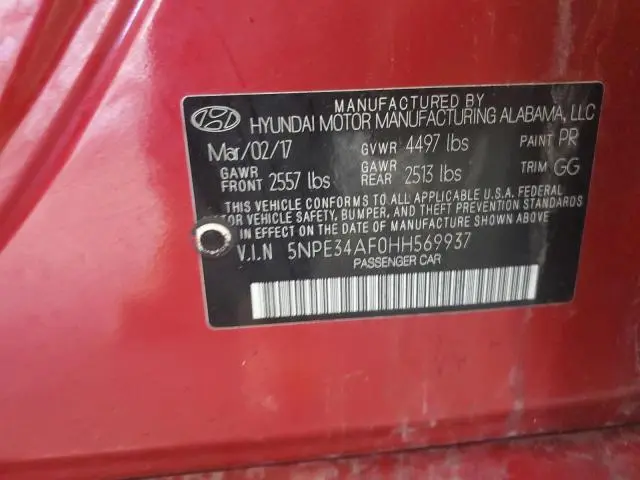 MANUFACTURED BY
HYUNDAI MOTOR MANUFACTURING ALABAMA, LLC
Mar/02/17 GVWR 4497 lbs PAINT PR
GAWR FRONT 2557 lbs GAWR REAR 2513 lbs TRIM GG
THIS VEHICLE CONFORMS TO ALL APPLICABLE U.S.A. FEDERAL
VEHICLE SAFETY, BUMPER, AND THEFT PREVENTION STANDARDS
IN EFFECT ON THE DATE OF MANUFACTURE SHOWN ABOVE.
V.I.N 5NPE34AF0HH569937
PASSENGER CAR